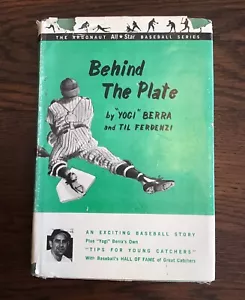 THE ARGONAUT All★Star BASEBALL SERIES
Behind
The Plate
by "YOGI" BERRA
and TIL FERDENZI
AN EXCITING BASEBALL STORY
Plus "Yogi" Berra's Own
"TIPS FOR YOUNG CATCHERS"
With Baseball's HALL OF FAME of Great Catchers